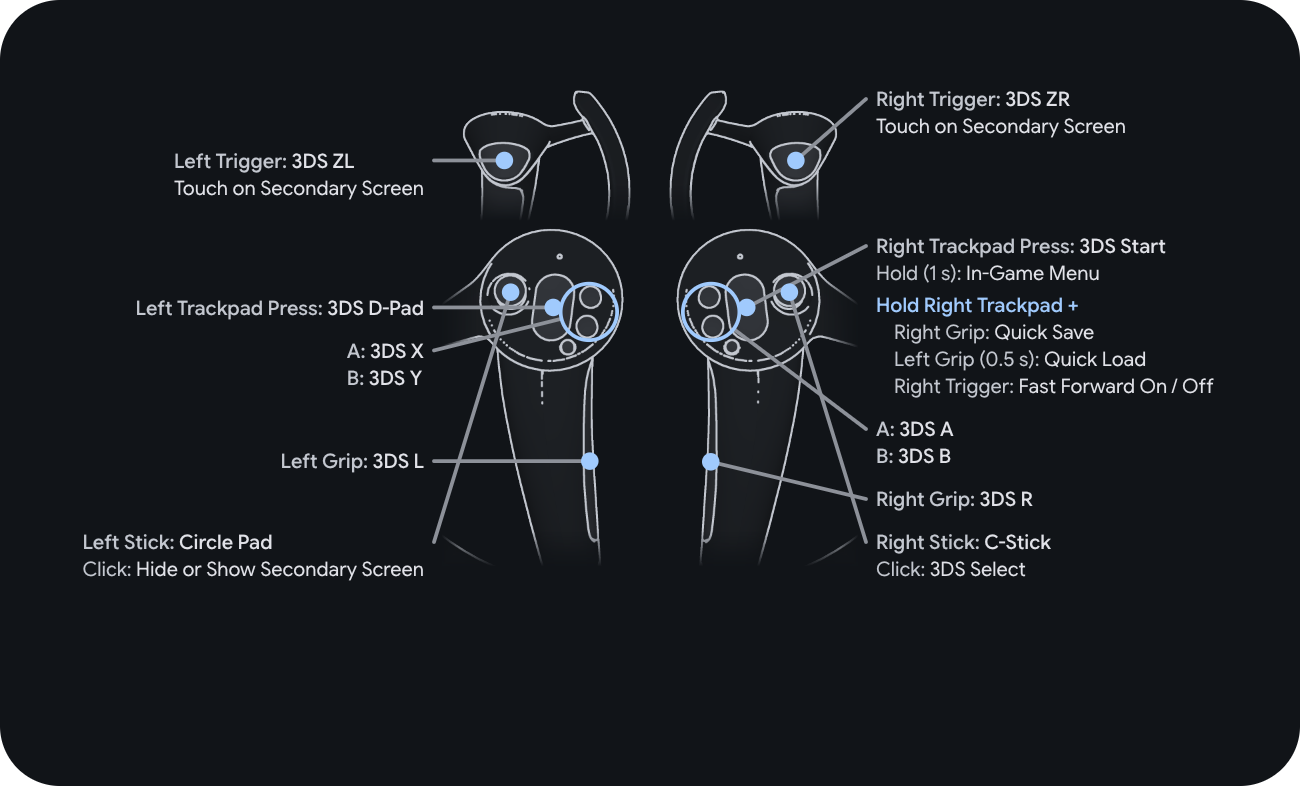 Left Trigger: 3DS ZL
Touch on Secondary Screen
Left Trackpad Press: 3DS D-Pad
A: 3DS X
B: 3DS Y
Left Grip: 3DS L
Left Stick: Circle Pad
Click: Hide or Show Secondary Screen
Right Trigger: 3DS ZR
Touch on Secondary Screen
Right Trackpad Press: 3DS Start
Hold (1 s): In-Game Menu
Hold Right Trackpad +
Right Grip: Quick Save
Left Grip (0.5 s): Quick Load
Right Trigger: Fast Forward On / Off
A: 3DS A
B: 3DS B
Right Grip: 3DS R
Right Stick: C-Stick
Click: 3DS Select